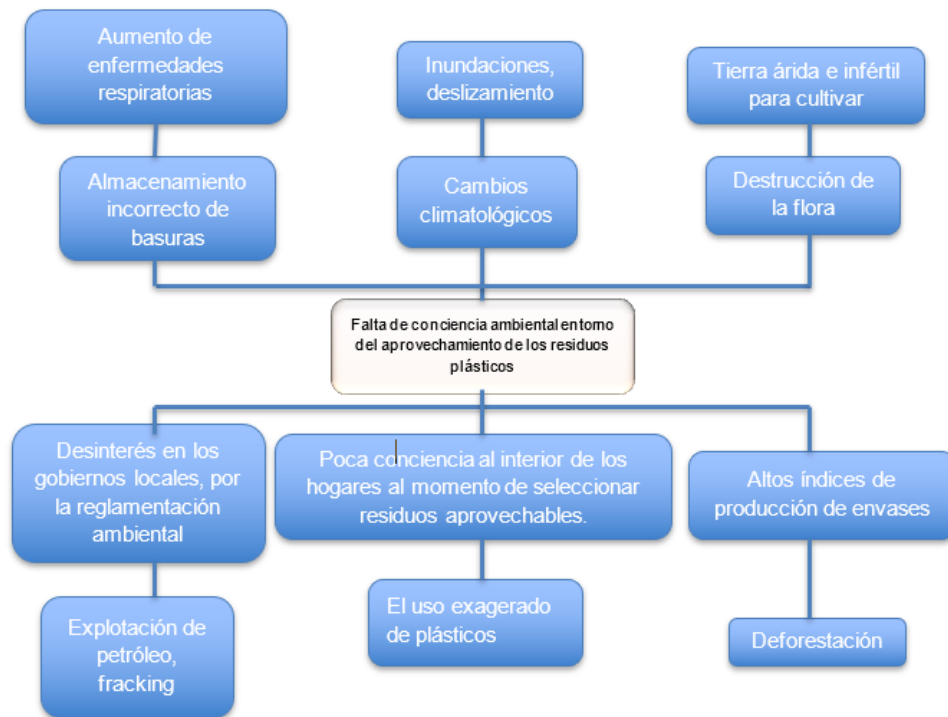 Aumento de
enfermedades
respiratorias
Inundaciones,
deslizamiento
Tierra árida e infértil
para cultivar
Almacenamiento
incorrecto de
basuras
Cambios
climatológicos
Destrucción de
la flora
Falta de conciencia ambiental entorno
del aprovechamiento de los residuos
plásticos
Desinterés en los
gobiernos locales, por
la reglamentación
ambiental
Poca conciencia al interior de los
hogares al momento de seleccionar
residuos aprovechables.
Altos índices de
producción de envases
Explotación de
petróleo,
fracking
El uso exagerado
de plásticos
Deforestación